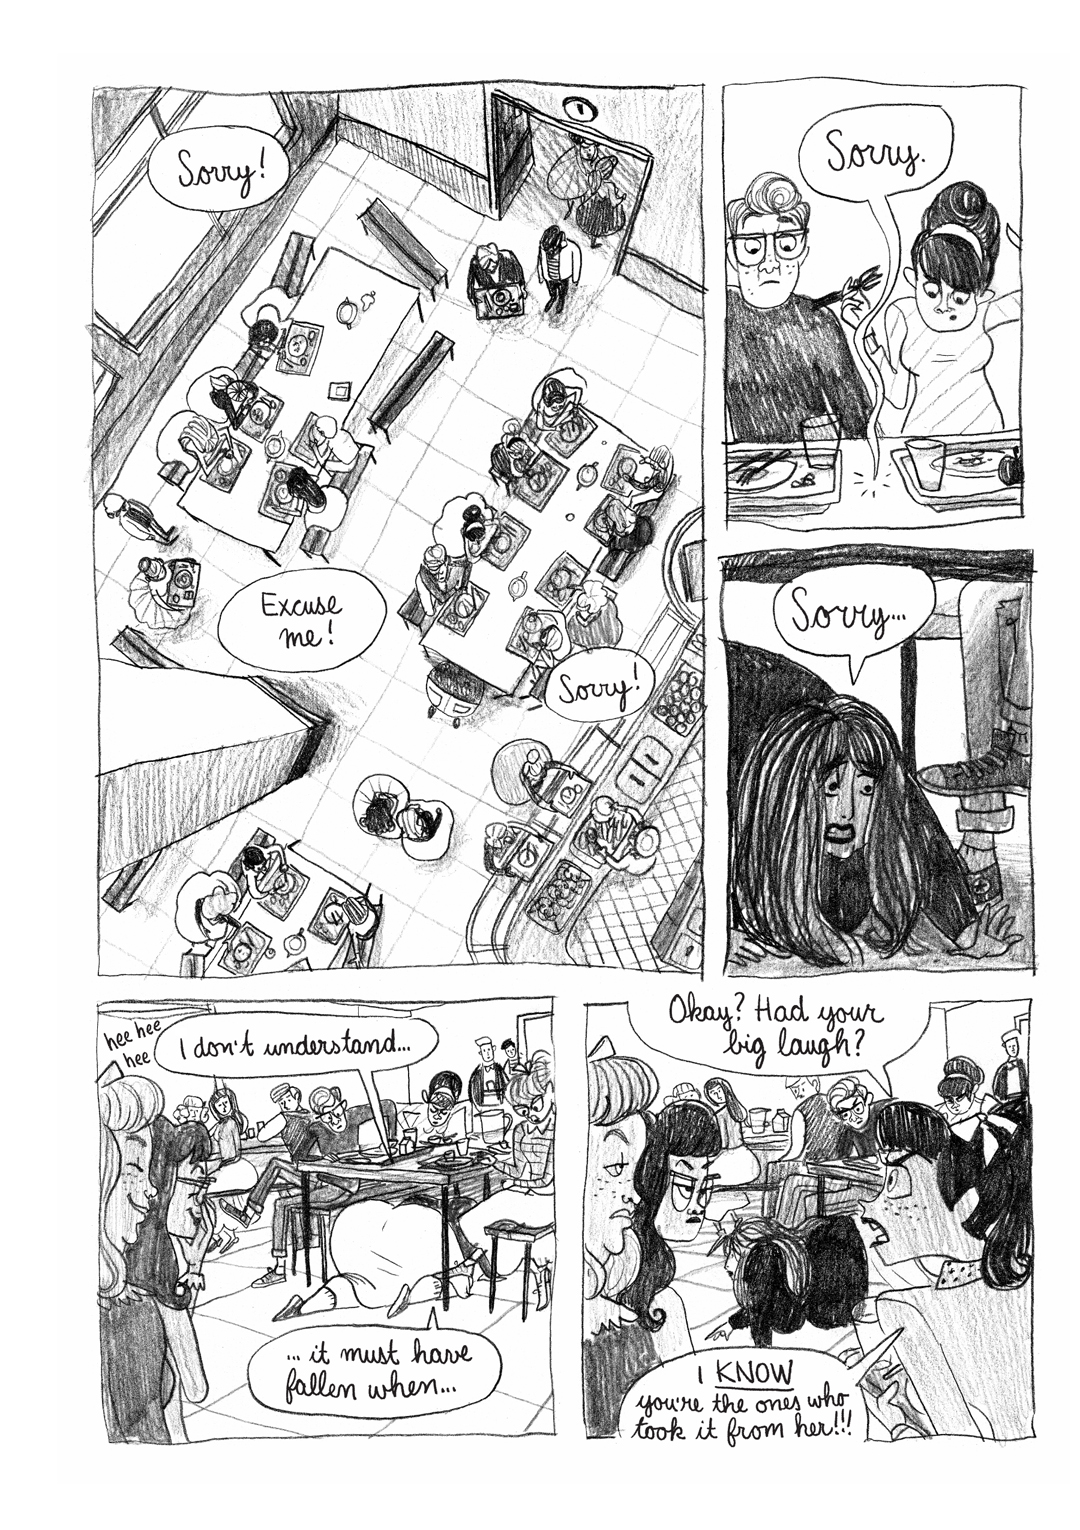 Sorry!
Excuse
me!
Sorry!
Sorry.
Sorry...
hee hee
hee
I don't understand...
... it must have
fallen when...
Okay? Had your
big laugh?
I KNOW
you're the ones who
took it from her!!!